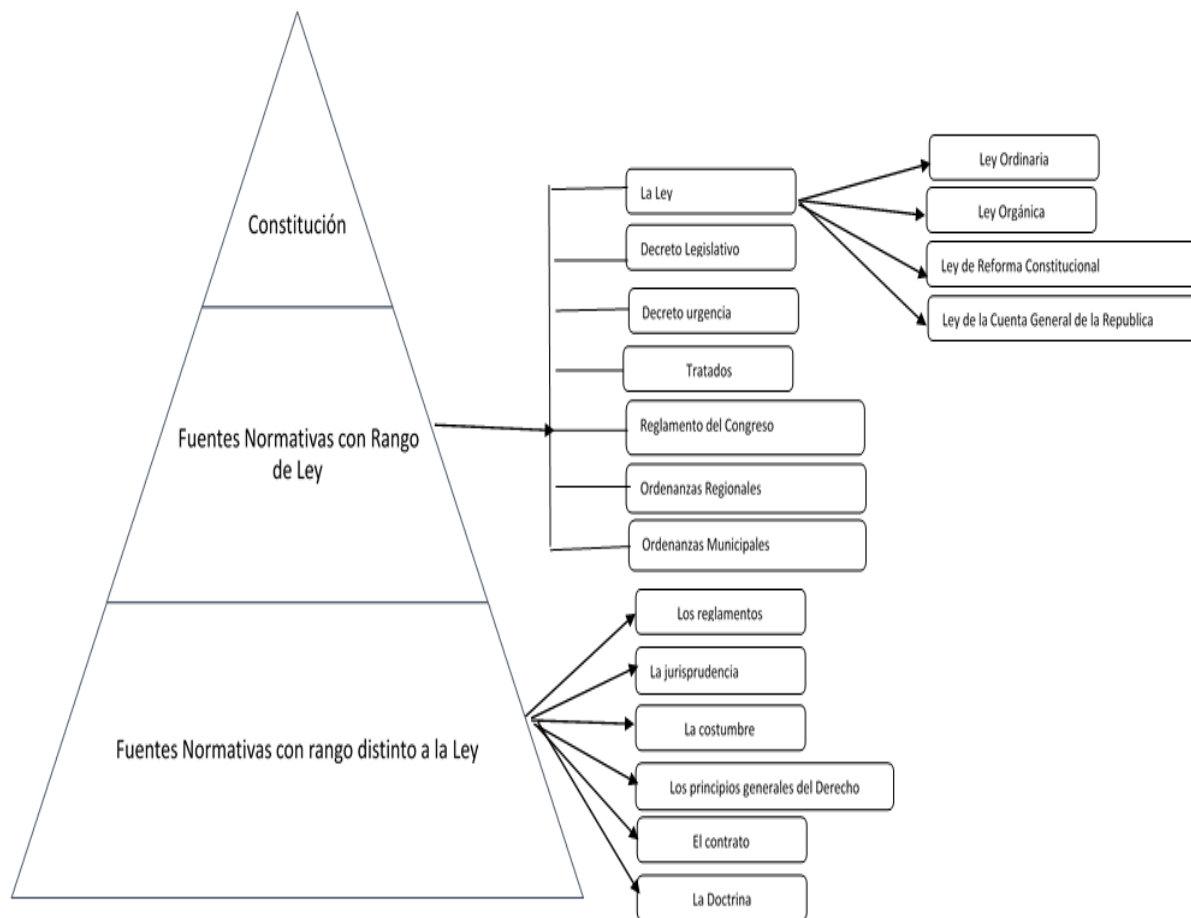 Constitución
Fuentes Normativas con Rango
de Ley
Fuentes Normativas con rango distinto a la Ley
La Ley
Decreto Legislativo
Decreto urgencia
Tratados
Reglamento del Congreso
Ordenanzas Regionales
Ordenanzas Municipales
Ley Ordinaria
Ley Orgánica
Ley de Reforma Constitucional
Ley de la Cuenta General de la Republica
Los reglamentos
La jurisprudencia
La costumbre
Los principios generales del Derecho
El contrato
La Doctrina